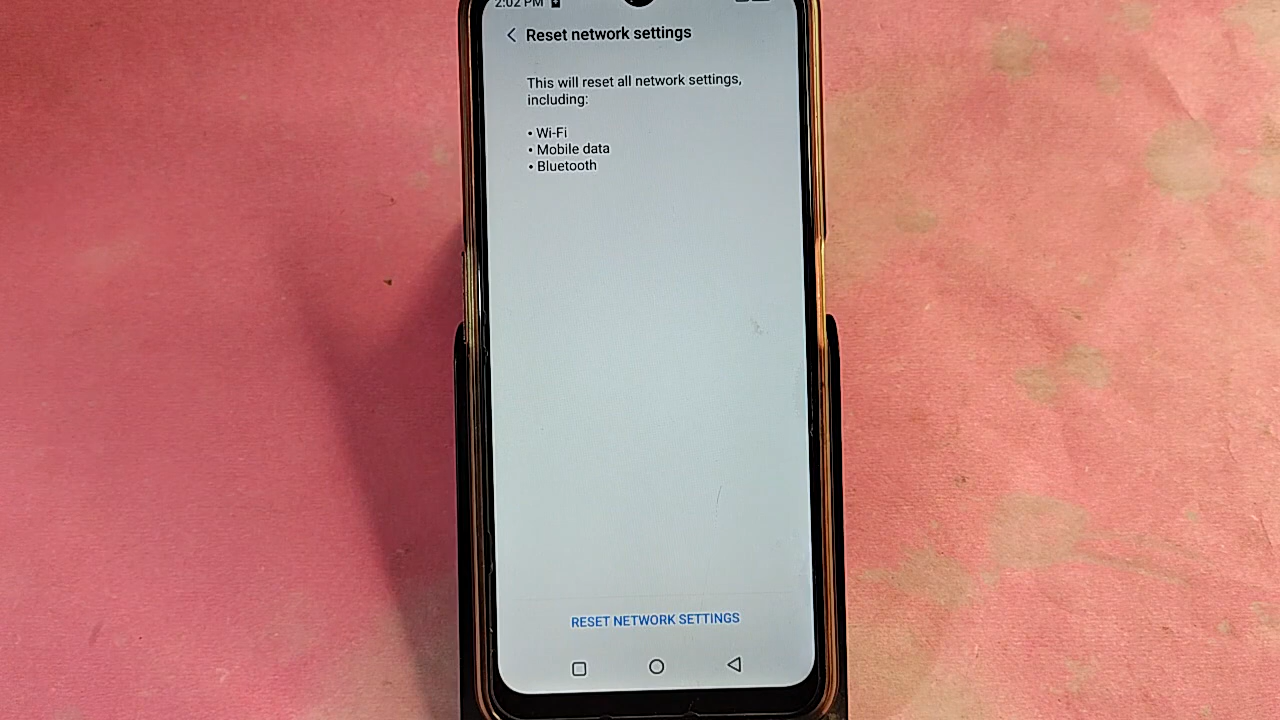 2:02 PM
Reset network settings
This will reset all network settings,
including:
• Wi-Fi
• Mobile data
• Bluetooth
RESET NETWORK SETTINGS